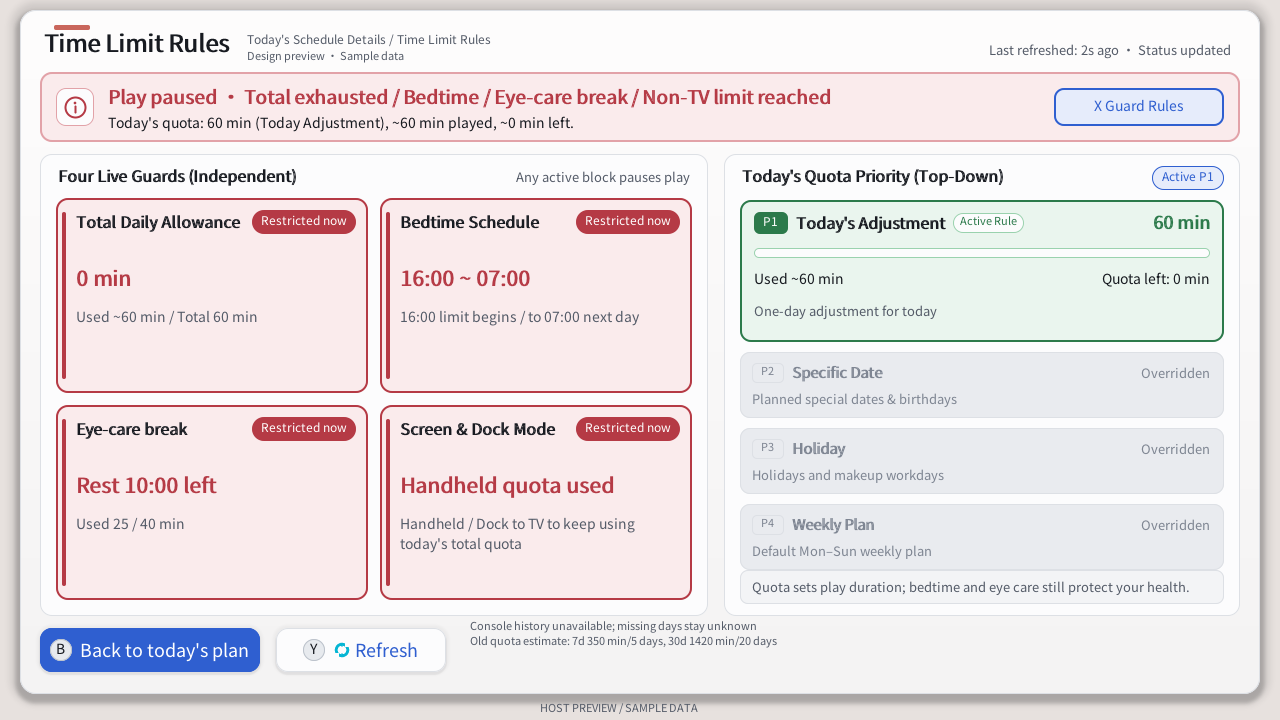 Time Limit Rules
Today's Schedule Details / Time Limit Rules
Design preview • Sample data
Last refreshed: 2s ago • Status updated
Play paused • Total exhausted / Bedtime / Eye-care break / Non-TV limit reached
Today's quota: 60 min (Today Adjustment), ~60 min played, ~0 min left.
X Guard Rules
Four Live Guards (Independent)
Any active block pauses play
Total Daily Allowance
Restricted now
0 min
Used ~60 min / Total 60 min
Bedtime Schedule
Restricted now
16:00 ~ 07:00
16:00 limit begins / to 07:00 next day
Eye-care break
Restricted now
Rest 10:00 left
Used 25 / 40 min
Screen & Dock Mode
Restricted now
Handheld quota used
Handheld / Dock to TV to keep using
today's total quota
Today's Quota Priority (Top-Down)
Active P1
P1
Today's Adjustment
Active Rule
60 min
Used ~60 min
Quota left: 0 min
One-day adjustment for today
P2
Specific Date
Overridden
Planned special dates & birthdays
P3
Holiday
Overridden
Holidays and makeup workdays
P4
Weekly Plan
Overridden
Default Mon–Sun weekly plan
Quota sets play duration; bedtime and eye care still protect your health.
B Back to today's plan
Y Refresh
Console history unavailable; missing days stay unknown
Old quota estimate: 7d 350 min/5 days, 30d 1420 min/20 days
HOST PREVIEW / SAMPLE DATA